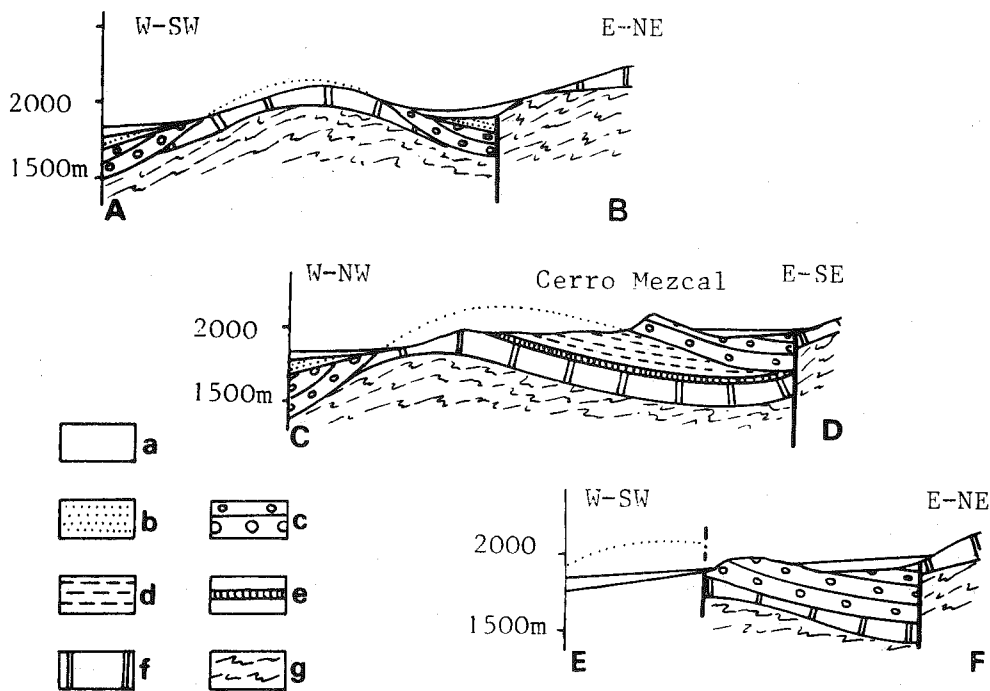 W-SW E-NE
2000
1500m
A B
W-NW Cerro Mezcal E-SE
2000
1500m
C D
a
b c
W-SW E-NE
2000
d e
1500m
f g
E F